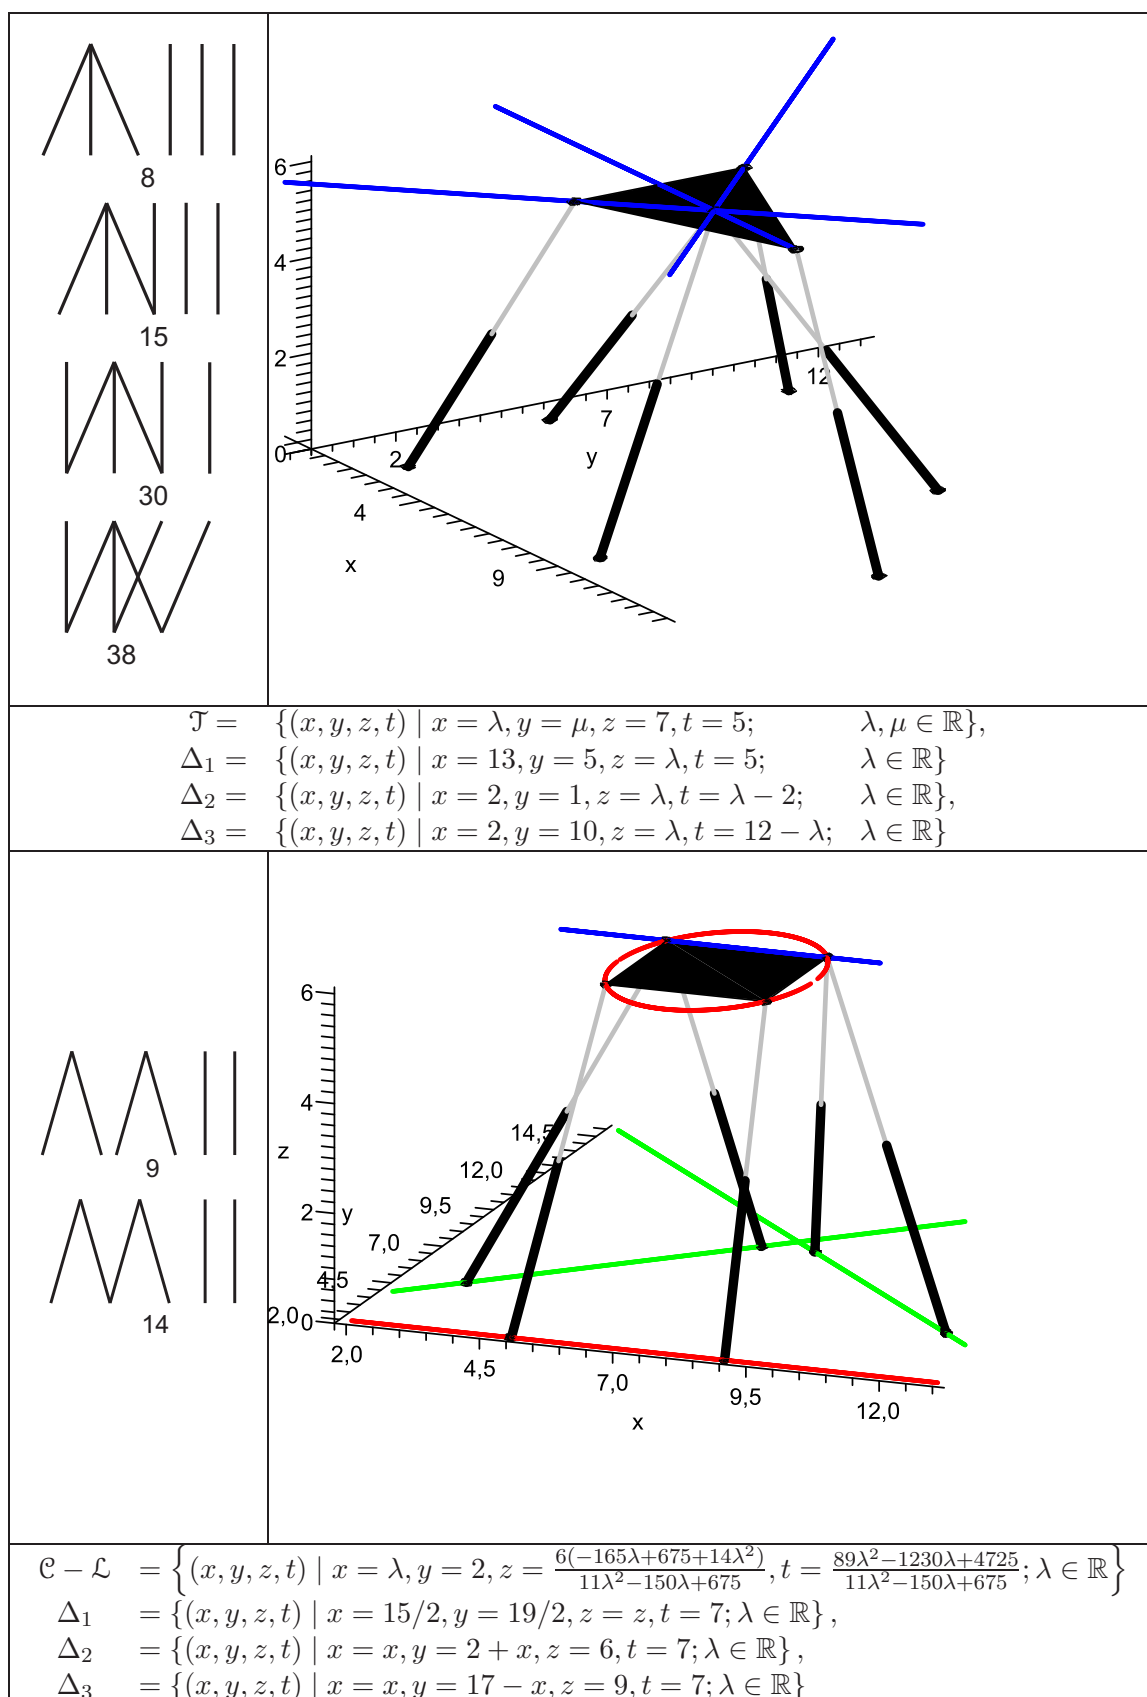 8
15
30
38
6
4
2
0
2
7
12
y
4
9
x
𝒯 = {(x, y, z, t) | x = λ, y = μ, z = 7, t = 5; λ, μ ∈ ℝ},
Δ₁ = {(x, y, z, t) | x = 13, y = 5, z = λ, t = 5; λ ∈ ℝ}
Δ₂ = {(x, y, z, t) | x = 2, y = 1, z = λ, t = λ − 2; λ ∈ ℝ},
Δ₃ = {(x, y, z, t) | x = 2, y = 10, z = λ, t = 12 − λ; λ ∈ ℝ}
9
14
6
4
z
2
0
14,5
12,0
9,5
y
7,0
4,5
2,0
2,0
4,5
7,0
9,5
12,0
x
𝒞 − ℒ = {(x, y, z, t) | x = λ, y = 2, z = 6(−165λ+675+14λ²)/(11λ²−150λ+675), t = (89λ²−1230λ+4725)/(11λ²−150λ+675); λ ∈ ℝ}
Δ₁ = {(x, y, z, t) | x = 15/2, y = 19/2, z = z, t = 7; λ ∈ ℝ},
Δ₂ = {(x, y, z, t) | x = x, y = 2 + x, z = 6, t = 7; λ ∈ ℝ},
Δ₃ = {(x, y, z, t) | x = x, y = 17 − x, z = 9, t = 7; λ ∈ ℝ}